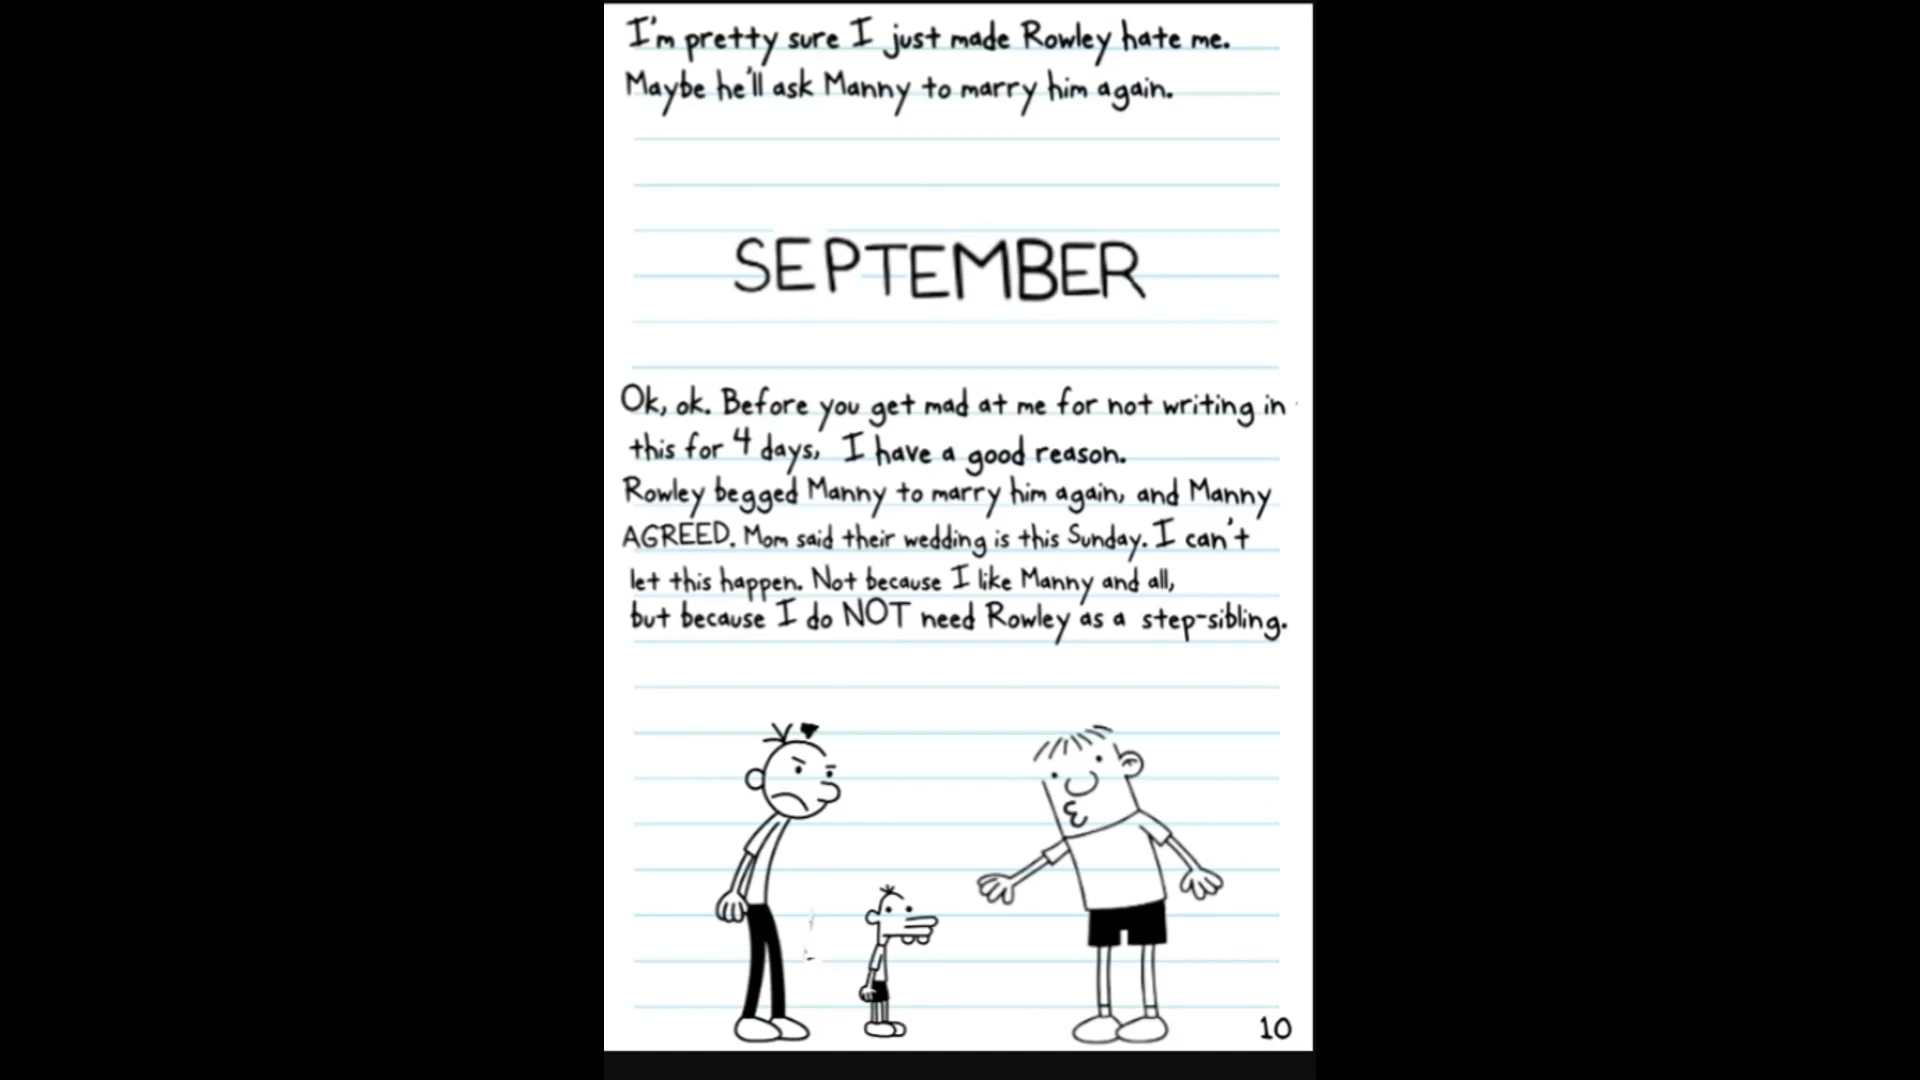 I'm pretty sure I just made Rowley hate me.
Maybe he'll ask Manny to marry him again.
SEPTEMBER
Ok, ok. Before you get mad at me for not writing in
this for 4 days, I have a good reason.
Rowley begged Manny to marry him again, and Manny
AGREED. Mom said their wedding is this Sunday. I can't
let this happen. Not because I like Manny and all,
but because I do NOT need Rowley as a step-sibling.
10